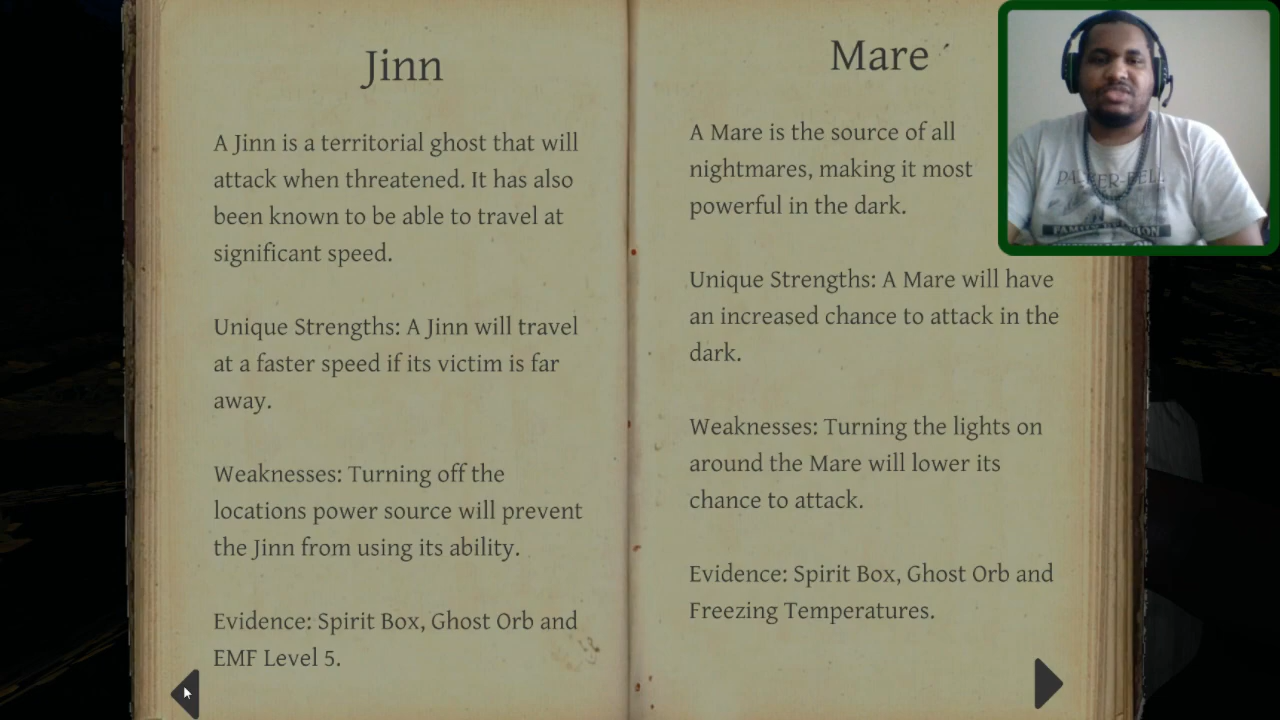 Jinn
A Jinn is a territorial ghost that will
attack when threatened. It has also
been known to be able to travel at
significant speed.
Unique Strengths: A Jinn will travel
at a faster speed if its victim is far
away.
Weaknesses: Turning off the
locations power source will prevent
the Jinn from using its ability.
Evidence: Spirit Box, Ghost Orb and
EMF Level 5.
Mare
A Mare is the source of all
nightmares, making it most
powerful in the dark.
Unique Strengths: A Mare will have
an increased chance to attack in the
dark.
Weaknesses: Turning the lights on
around the Mare will lower its
chance to attack.
Evidence: Spirit Box, Ghost Orb and
Freezing Temperatures.